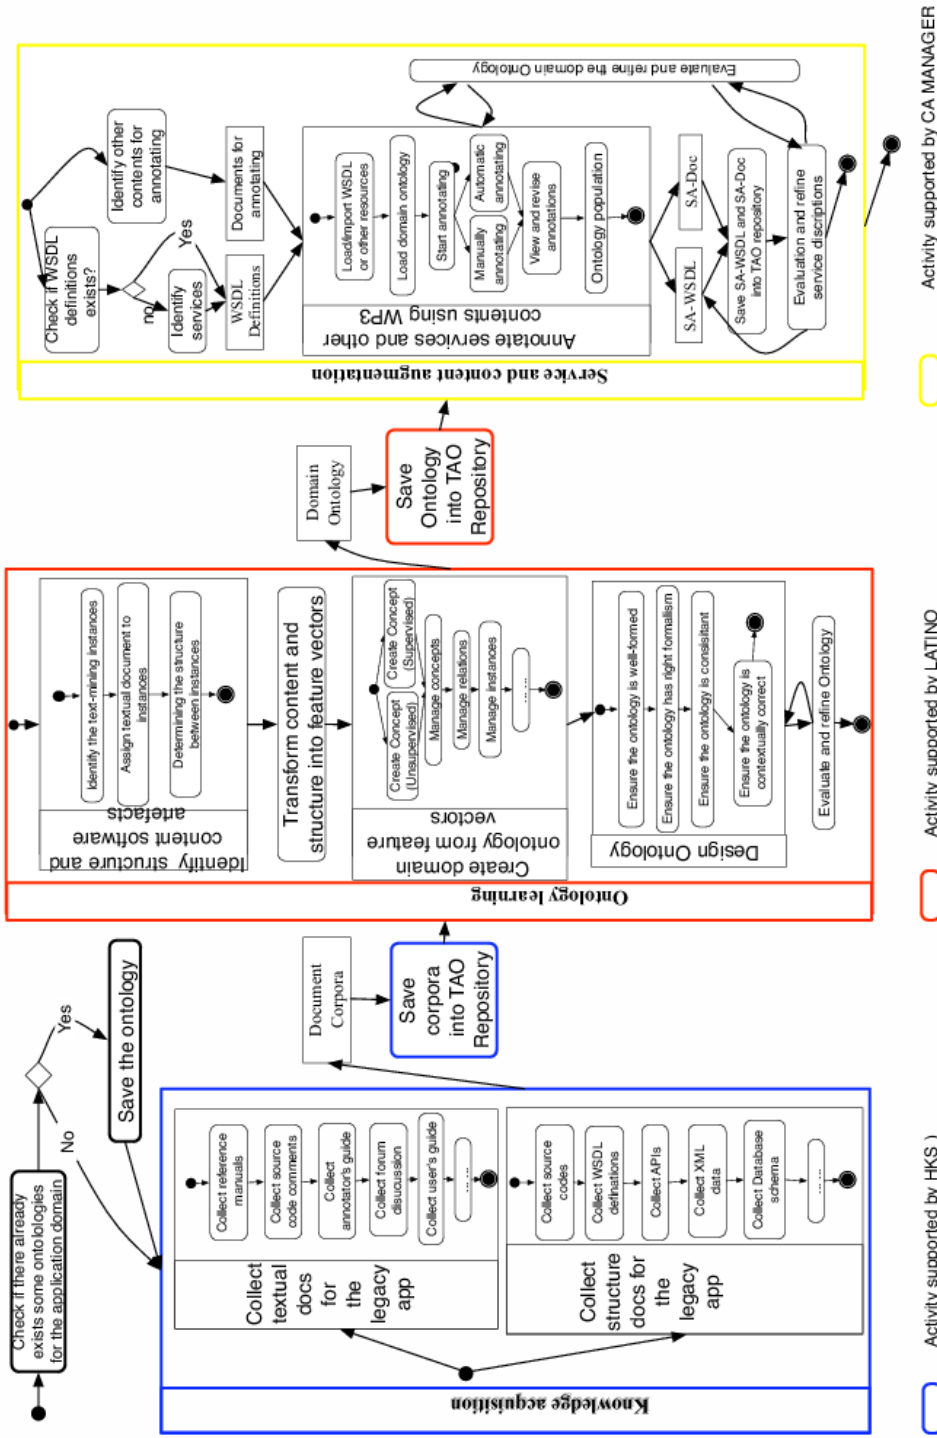 Check if there already
exists some ontolologies
for the application domain
Yes
No
Save the ontology
Knowledge acquisition
Collect
textual
docs
for
the
legacy
app
Collect reference
manuals
Collect source
code comments
Collect
annotator's guide
Collect forum
disucussion
Collect user's guide
Collect
structure
docs for
the
legacy
app
Collect source
codes
Collect WSDL
definations
Collect APIs
Collect XML
data
Collect Database
schema
Document
Corpora
Save
corpora
into TAO
Repository
Ontology learning
Identify structure and
content software
artefacts
Identify the text-mining instances
Assign textual document to
instances
Determining the structure
between instances
Transform content and
structure into feature vectors
Create domain
ontology from feature
vectors
Create Concept
(Unsupervised)
Create Concept
(Supervised)
Manage concepts
Manage relations
Manage instances
Design Ontology
Ensure the ontology is well-formed
Ensure the ontology has right formalism
Ensure the ontology is consisitant
Ensure the ontology is
contextually correct
Evaluate and refine Ontology
Domain
Ontology
Save
Ontology
into TAO
Repository
Service and content augmentation
Check if WSDL
definitions
exists?
Identify other
contents for
annotating
no
Yes
Identify
services
WSDL
Definitions
Documents for
annotating
Annotate services and other
contents using WP3
Load/import WSDL
or other resources
Load domain ontology
Start annotating
Manually
annotating
Automatic
annotating
View and revise
annotations
Ontology population
Evaluate and refine the domain Ontology
SA-WSDL
SA-Doc
Save SA-WSDL and SA-Doc
into TAO repository
Evaluation and refine
service discriptions
Activity supported by HKS )
Activity supported by LATINO
Activity supported by CA MANAGER